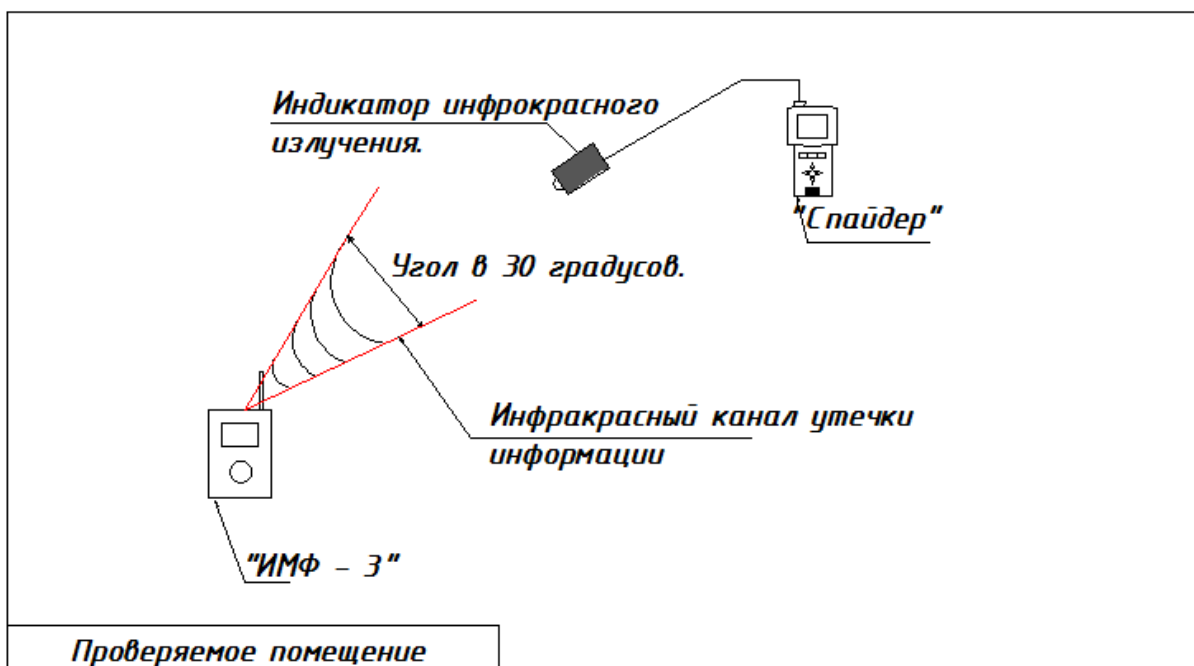 Индикатор инфрокрасного
излучения.
"Спайдер"
Угол в 30 градусов.
Инфракрасный канал утечки
информации
"ИМФ - 3"
Проверяемое помещение